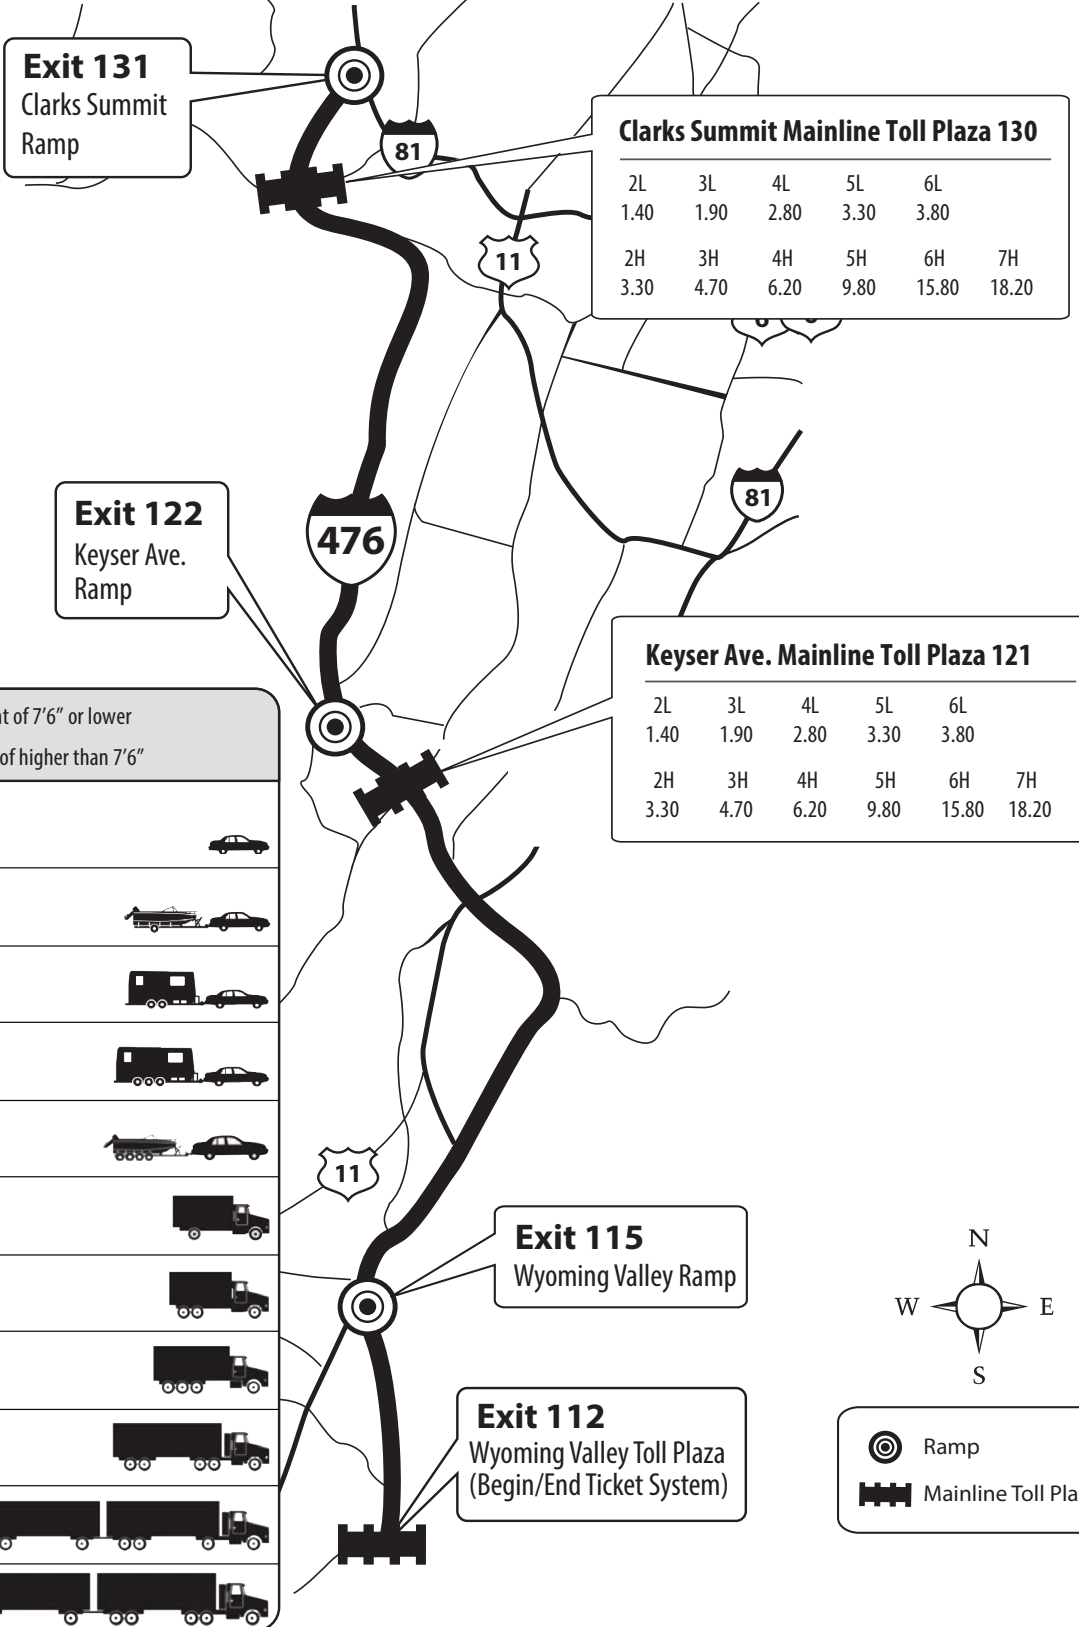 Exit 131
Clarks Summit
Ramp
81
Clarks Summit Mainline Toll Plaza 130
2L 3L 4L 5L 6L
1.40 1.90 2.80 3.30 3.80
2H 3H 4H 5H 6H 7H
3.30 4.70 6.20 9.80 15.80 18.20
11
81
Exit 122
Keyser Ave.
Ramp
476
Keyser Ave. Mainline Toll Plaza 121
2L 3L 4L 5L 6L
1.40 1.90 2.80 3.30 3.80
2H 3H 4H 5H 6H 7H
3.30 4.70 6.20 9.80 15.80 18.20
of 7’6” or lower
of higher than 7’6”
11
Exit 115
Wyoming Valley Ramp
N
W E
S
Exit 112
Wyoming Valley Toll Plaza
(Begin/End Ticket System)
Ramp
Mainline Toll Pla